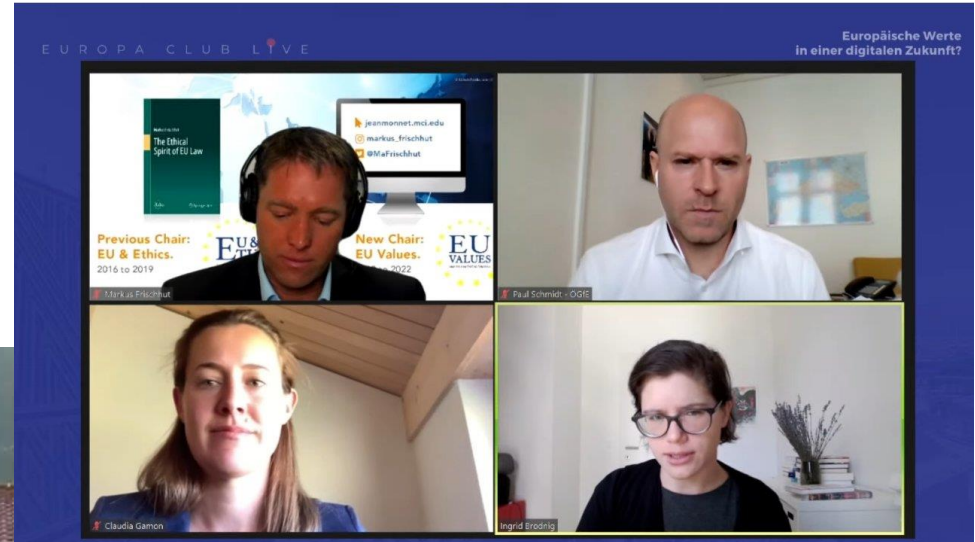 EUROPA CLUB LIVE
Europäische Werte
in einer digitalen Zukunft?
The Ethical
Spirit of EU Law
jeanmonnet.mci.edu
markus_frischhut
@MaFrischhut
Previous Chair:
EU & Ethics.
2016 to 2019
EU &
New Chair:
EU Values.
2022
EU
VALUES
Markus Frischhut
Paul Schmidt - ÖGfE
Claudia Gamon
Ingrid Brodnig